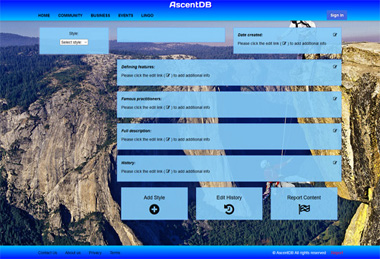 AscentDB
HOME COMMUNITY BUSINESS EVENTS LINKS Sign In
Style
Select style
Date created:
Please click the edit link ( ) to add additional info
Defining features:
Please click the edit link ( ) to add additional info
Famous practitioners:
Please click the edit link ( ) to add additional info
Full description:
Please click the edit link ( ) to add additional info
History:
Please click the edit link ( ) to add additional info
Add Style
Edit History
Report Content
Contact Us About Us Privacy Terms © AscentDB All rights reserved